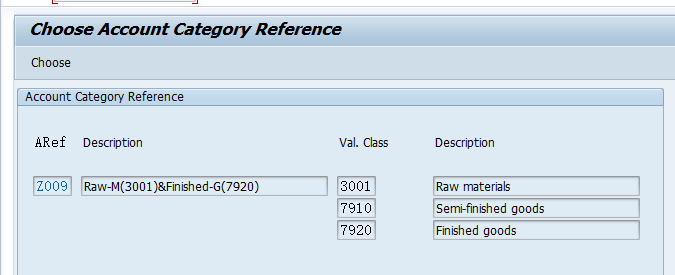 Choose Account Category Reference
Choose
Account Category Reference
ARef Description Val. Class Description
Z009 Raw-M(3001)&Finished-G(7920) 3001 Raw materials
7910 Semi-finished goods
7920 Finished goods